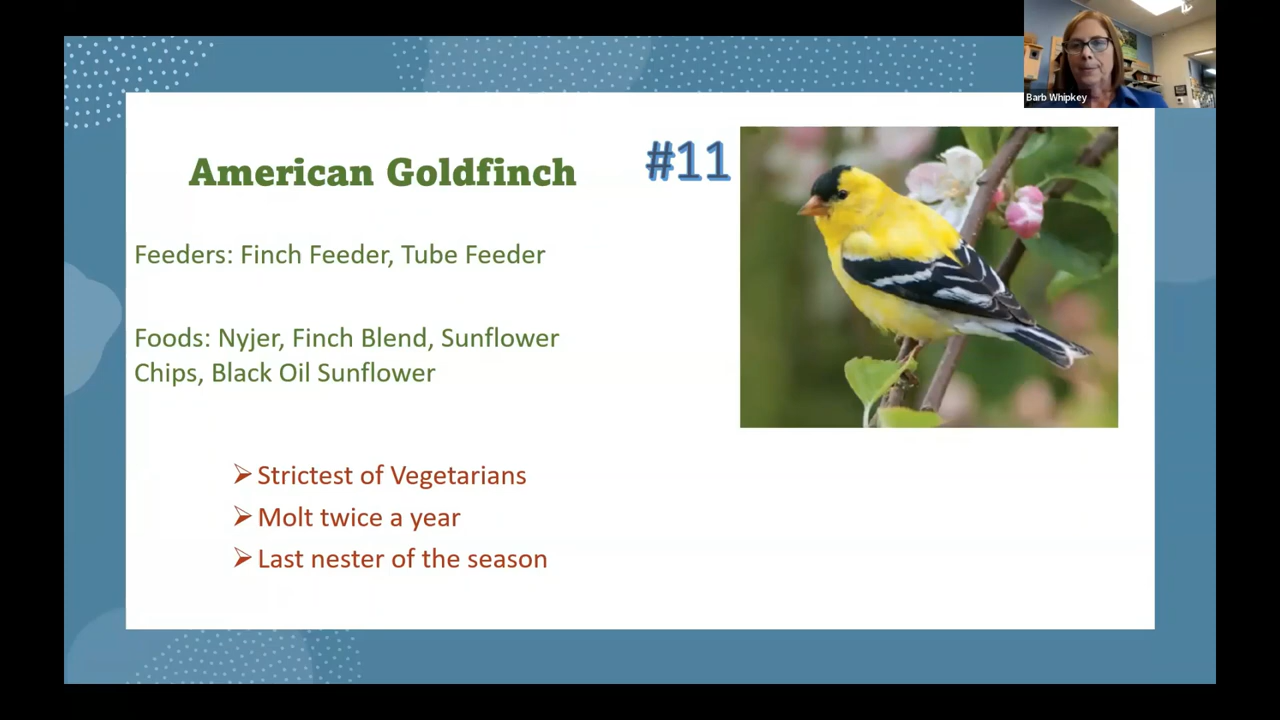 Barb Whipkey
American Goldfinch
#11
Feeders: Finch Feeder, Tube Feeder
Foods: Nyjer, Finch Blend, Sunflower
Chips, Black Oil Sunflower
➢ Strictest of Vegetarians
➢ Molt twice a year
➢ Last nester of the season